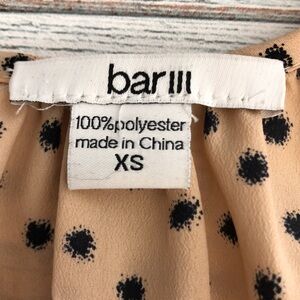 bar III
100% polyester
made in China
XS